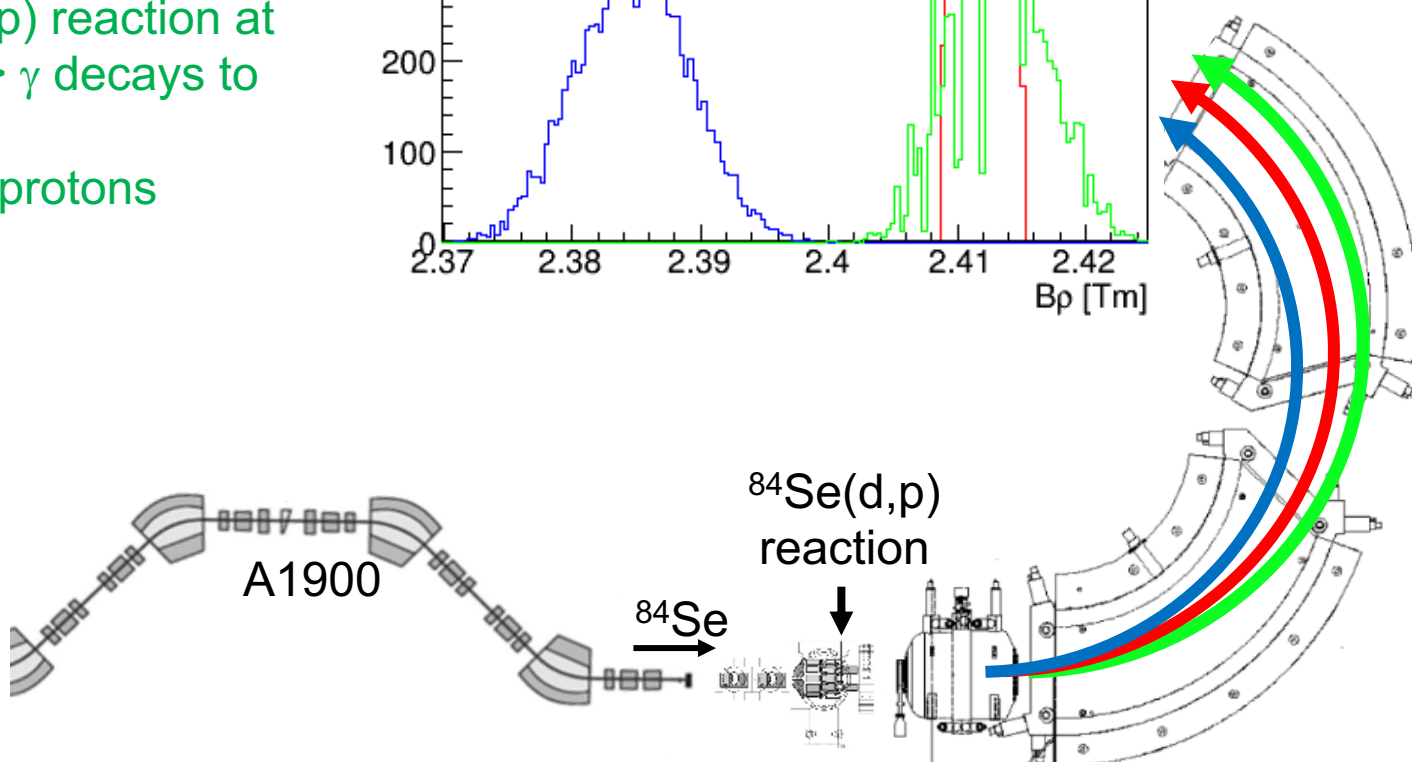 p) reaction at
γ decays to
protons
200
100
0
2.37 2.38 2.39 2.4 2.41 2.42
Bρ [Tm]
⁸⁴Se(d,p)
reaction
A1900
⁸⁴Se